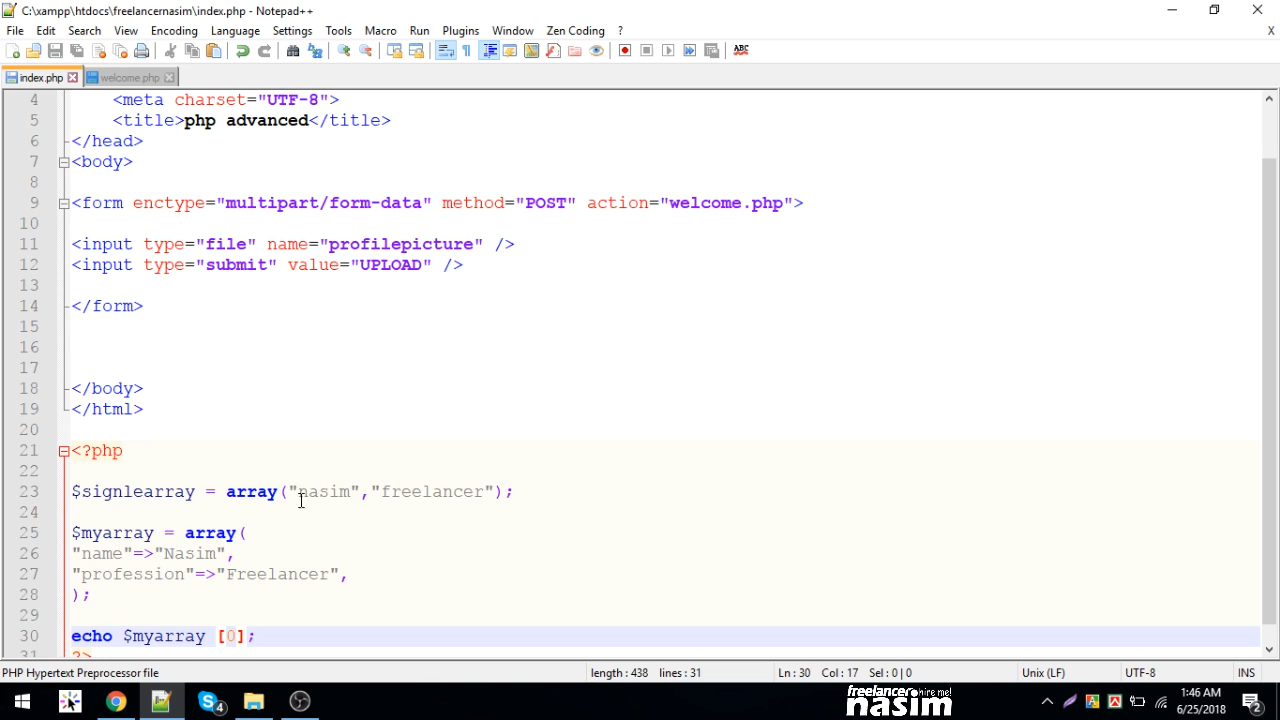 C:\xampp\htdocs\freelancernasim\index.php - Notepad++
File Edit Search View Encoding Language Settings Tools Macro Run Plugins Window Zen Coding ? X
ABC
index.php welcome.php
4 <meta charset="UTF-8">
5 <title>php advanced</title>
6 </head>
7 <body>
8
9 <form enctype="multipart/form-data" method="POST" action="welcome.php">
10
11 <input type="file" name="profilepicture" />
12 <input type="submit" value="UPLOAD" />
13
14 </form>
15
16
17
18 </body>
19 </html>
20
21 <?php
22
23 $signlearray = array("nasim","freelancer");
24
25 $myarray = array(
26 "name"=>"Nasim",
27 "profession"=>"Freelancer",
28 );
29
30 echo $myarray [0];
31 ?>
PHP Hypertext Preprocessor file length : 438 lines : 31 Ln : 30 Col : 17 Sel : 0 | 0 Unix (LF) UTF-8 INS
4
freelancer hire me!
nasim
1:46 AM
6/25/2018
2